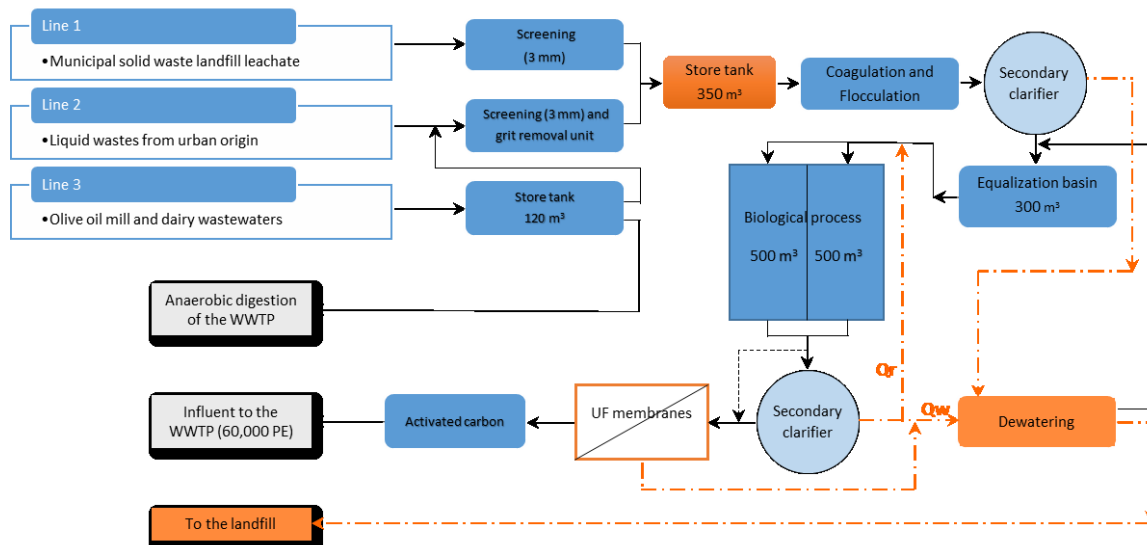 Line 1
•Municipal solid waste landfill leachate
Line 2
•Liquid wastes from urban origin
Line 3
•Olive oil mill and dairy wastewaters
Screening
(3 mm)
Screening (3 mm) and
grit removal unit
Store tank
120 m³
Store tank
350 m³
Coagulation and
Flocculation
Secondary
clarifier
Equalization basin
300 m³
Biological process
500 m³
500 m³
Anaerobic digestion
of the WWTP
Influent to the
WWTP (60,000 PE)
Activated carbon
UF membranes
Secondary
clarifier
Qr
Qw
Dewatering
To the landfill